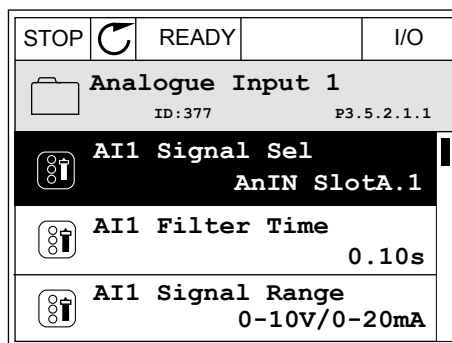 STOP READY I/O
Analogue Input 1
ID:377 P3.5.2.1.1
AI1 Signal Sel
AnIN SlotA.1
AI1 Filter Time
0.10s
AI1 Signal Range
0-10V/0-20mA